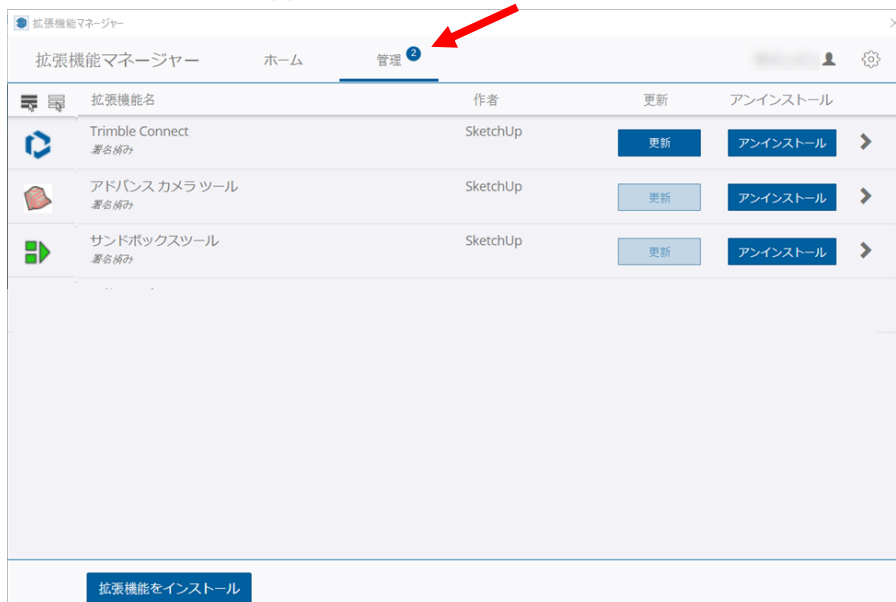 拡張機能マネージャー
拡張機能マネージャー ホーム 管理 2
拡張機能名 作者 更新 アンインストール
Trimble Connect SketchUp 更新 アンインストール
署名済み
アドバンス カメラ ツール SketchUp 更新 アンインストール
署名済み
サンドボックスツール SketchUp 更新 アンインストール
署名済み
拡張機能をインストール